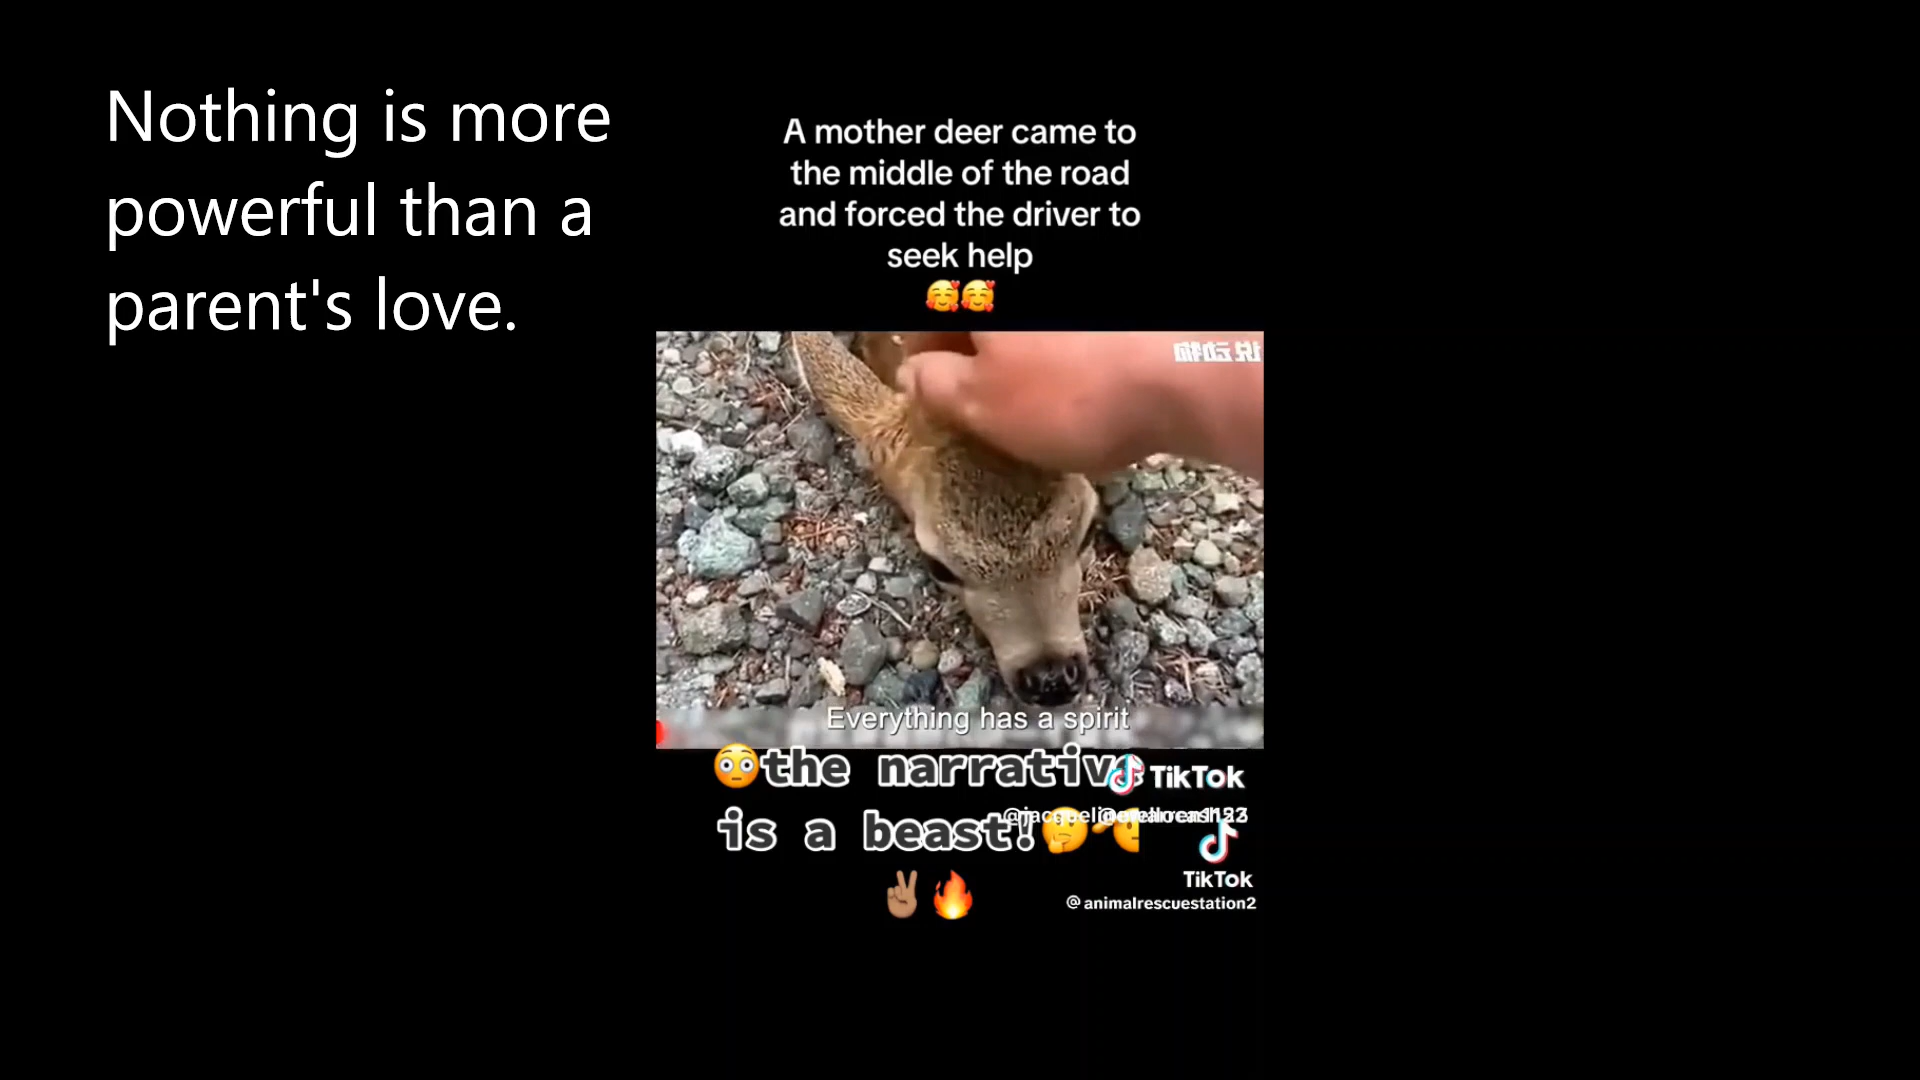 Nothing is more
powerful than a
parent's love.
A mother deer came to
the middle of the road
and forced the driver to
seek help
🥰🥰
Everything has a spirit
😳the narrative
is a beast!🤔
✌🏽🔥
TikTok
TikTok
@animalrescuestation2